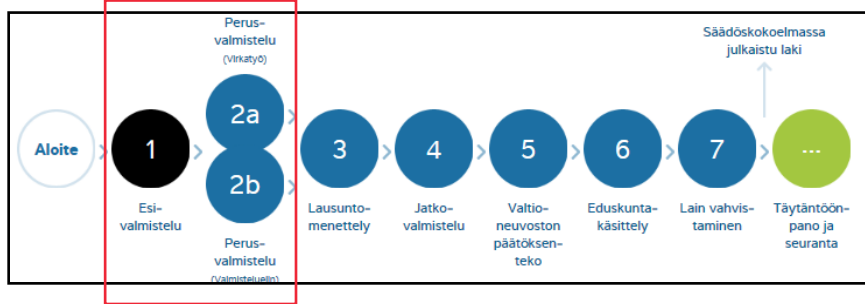 Aloite
1
Esi-
valmistelu
Perus-
valmistelu
(Virkatyö)
2a
2b
Perus-
valmistelu
(Valmisteluelin)
3
Lausunto-
menettely
4
Jatko-
valmistelu
5
Valtio-
neuvoston
päätöksen-
teko
6
Eduskunta-
käsittely
7
Lain vahvis-
taminen
Säädöskokoelmassa
julkaistu laki
...
Täytäntöön-
pano ja
seuranta